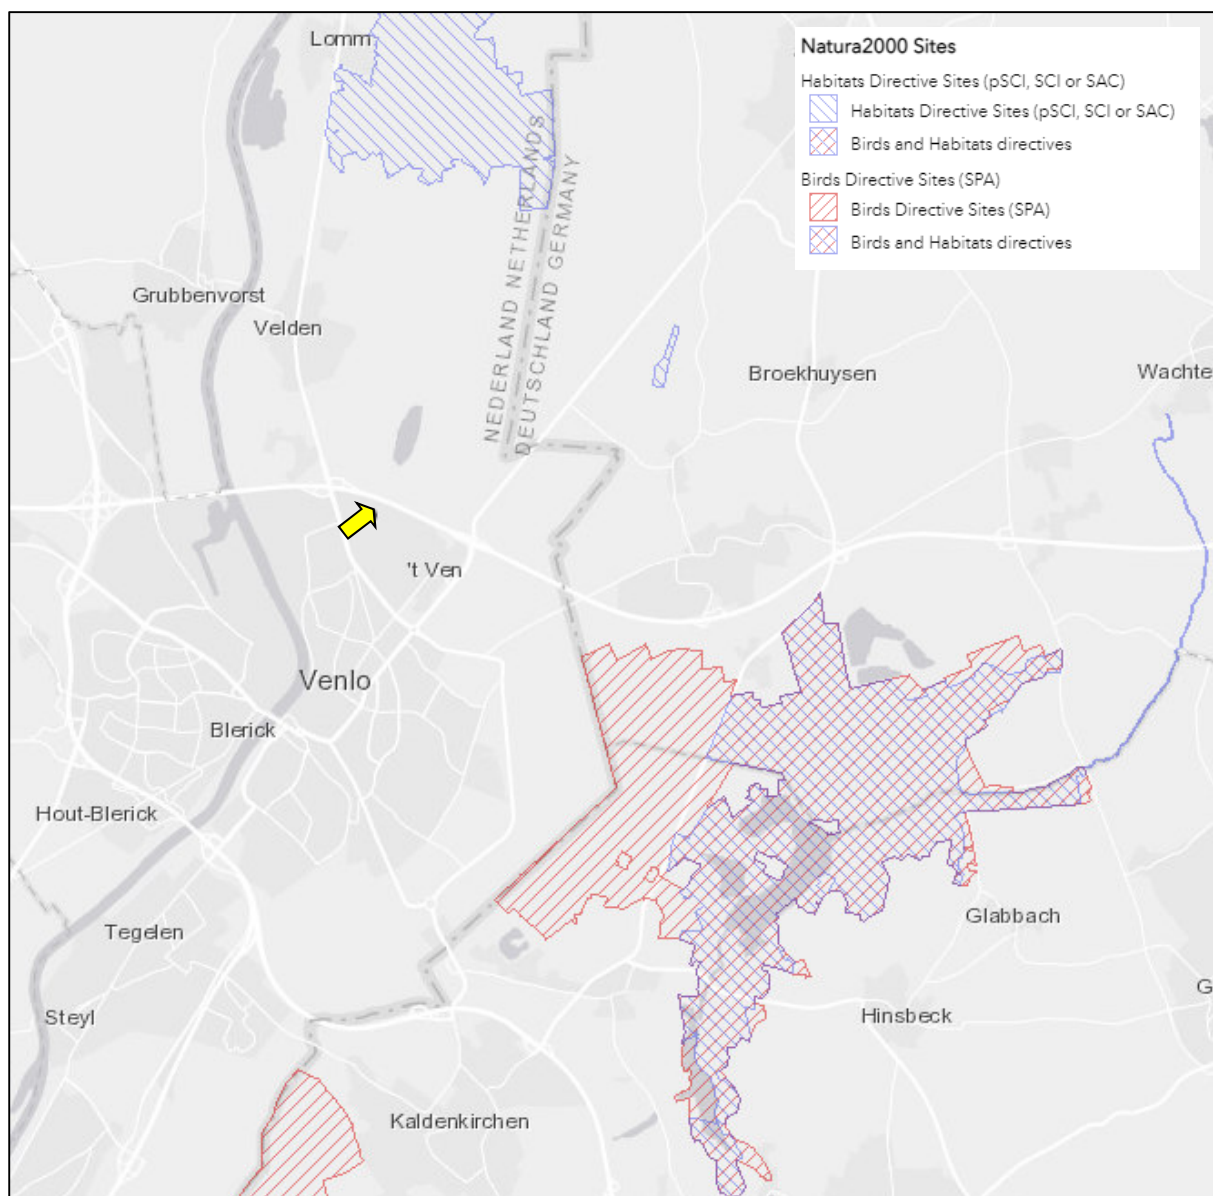 Natura2000 Sites
Habitats Directive Sites (pSCI, SCI or SAC)
Habitats Directive Sites (pSCI, SCI or SAC)
Birds and Habitats directives
Birds Directive Sites (SPA)
Birds Directive Sites (SPA)
Birds and Habitats directives
Lomm
NEDERLAND NETHERLANDS
DEUTSCHLAND GERMANY
Grubbenvorst
Velden
Broekhuysen
Wachte
't Ven
Venlo
Blerick
Hout-Blerick
Glabbach
Tegelen
G
Steyl
Hinsbeck
Kaldenkirchen